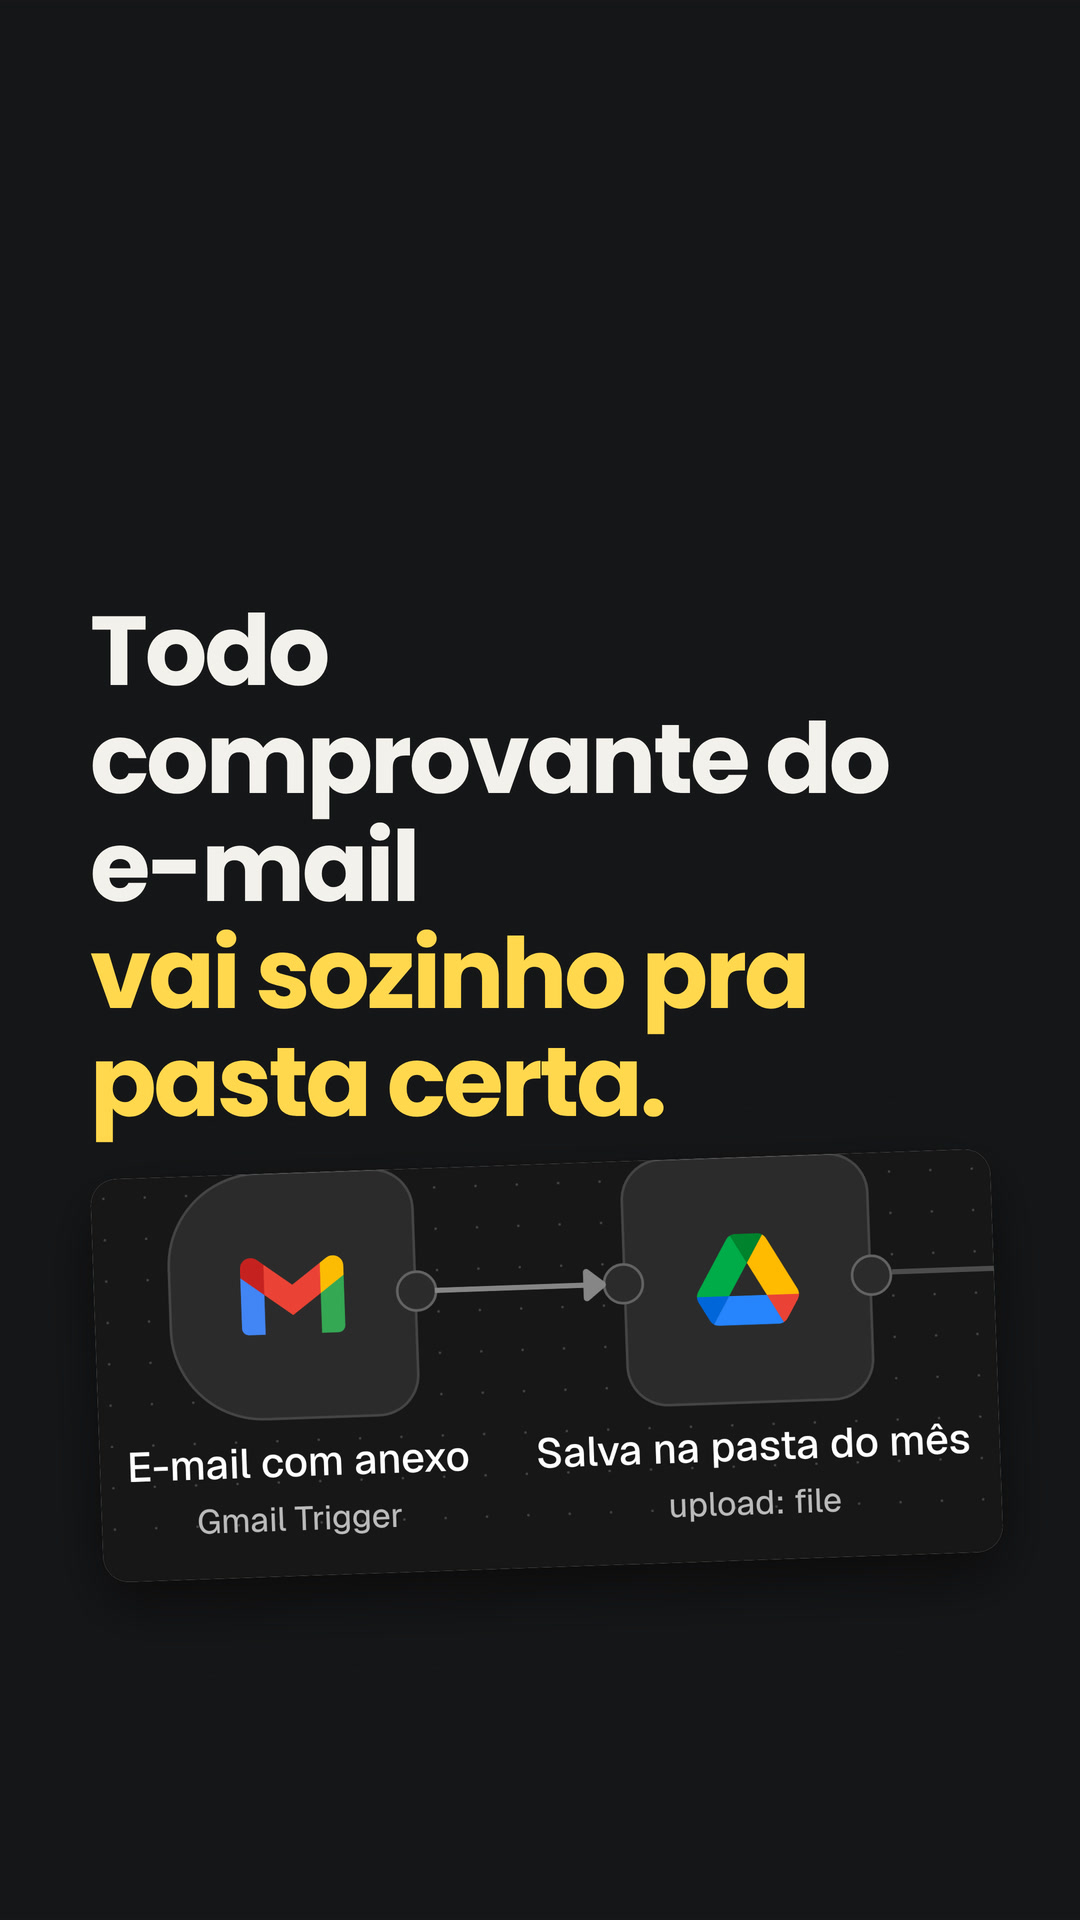 Todo
comprovante do
e-mail
vai sozinho pra
pasta certa.
E-mail com anexo
Gmail Trigger
Salva na pasta do mês
upload: file